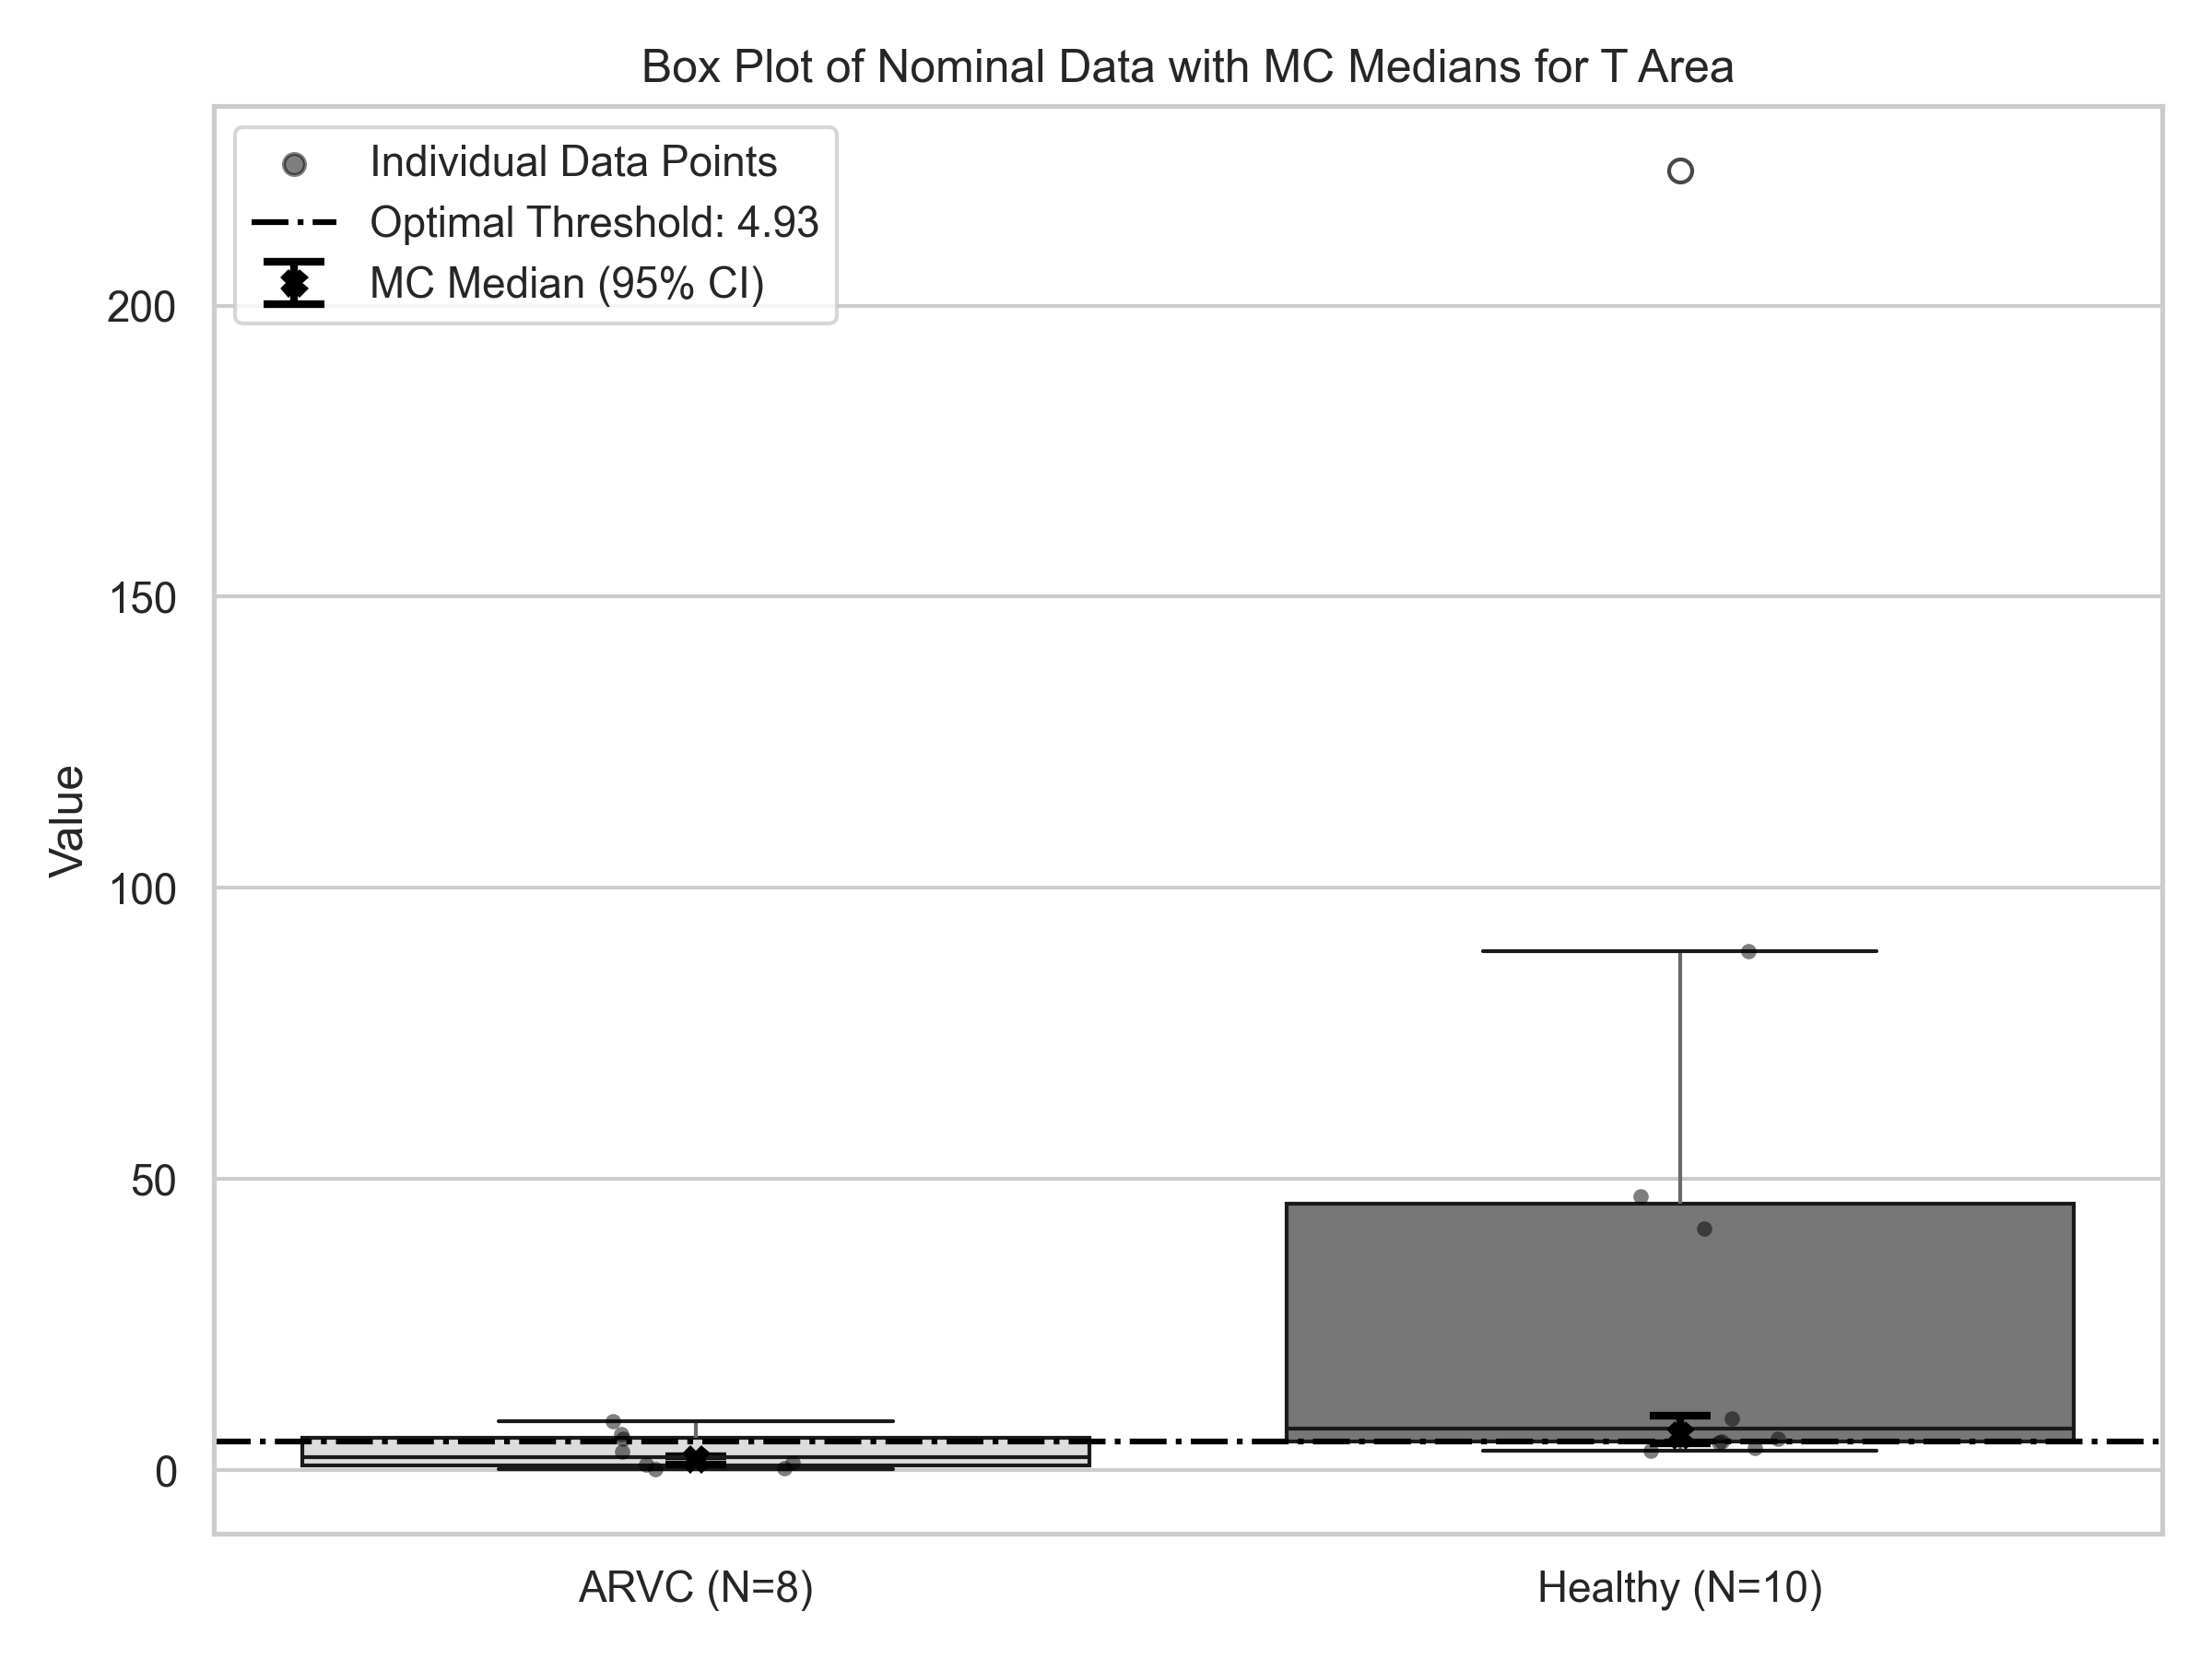 Box Plot of Nominal Data with MC Medians for T Area
Individual Data Points
Optimal Threshold: 4.93
MC Median (95% CI)
200
150
100
50
0
Value
ARVC (N=8)
Healthy (N=10)